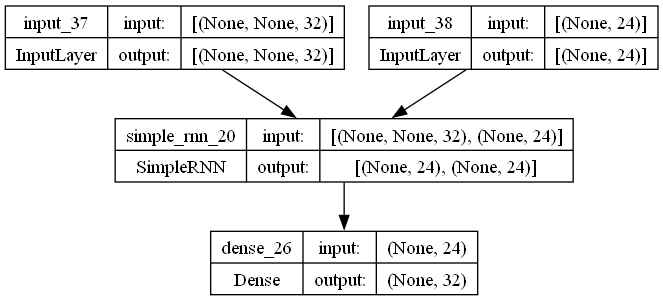 input_37 input: [(None, None, 32)]
InputLayer output: [(None, None, 32)]
input_38 input: [(None, 24)]
InputLayer output: [(None, 24)]
simple_rnn_20 input: [(None, None, 32), (None, 24)]
SimpleRNN output: [(None, 24), (None, 24)]
dense_26 input: (None, 24)
Dense output: (None, 32)